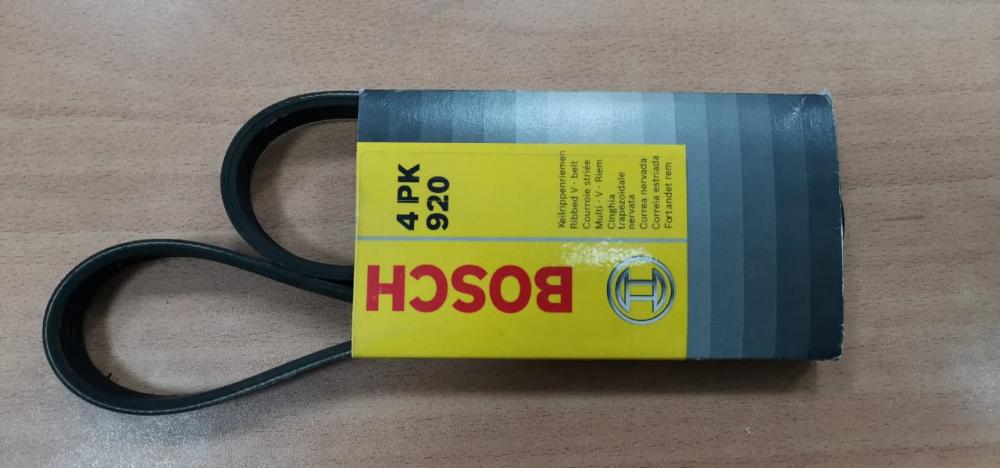 4 PK
920
Keilrippenriemen
Ribbed V - belt
Courroie striée
Multi - V - Riem
Cinghia
trapezoidale
nervata
Correa nervada
Correia estriada
Fortandet rem
BOSCH